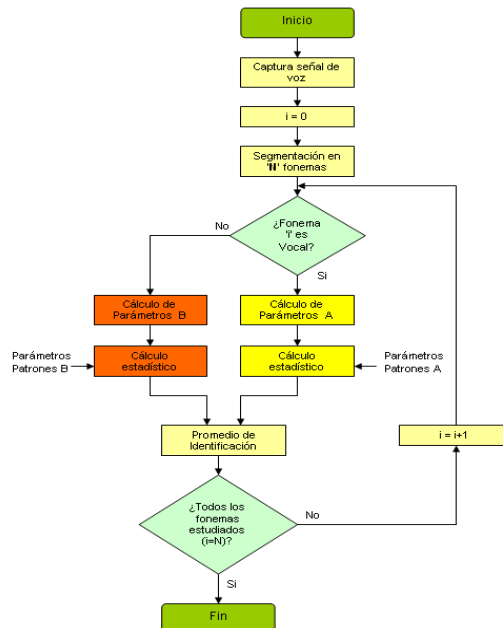 Inicio
Captura señal de
voz
i = 0
Segmentación en
'N' fonemas
No
¿Fonema
'i' es
Vocal?
Si
Cálculo de
Parámetros B
Cálculo de
Parámetros A
Parámetros
Patrones B
Cálculo
estadístico
Cálculo
estadístico
Parámetros
Patrones A
Promedio de
Identificación
i = i+1
¿Todos los
fonemas
estudiados
(i=N)?
No
Si
Fin